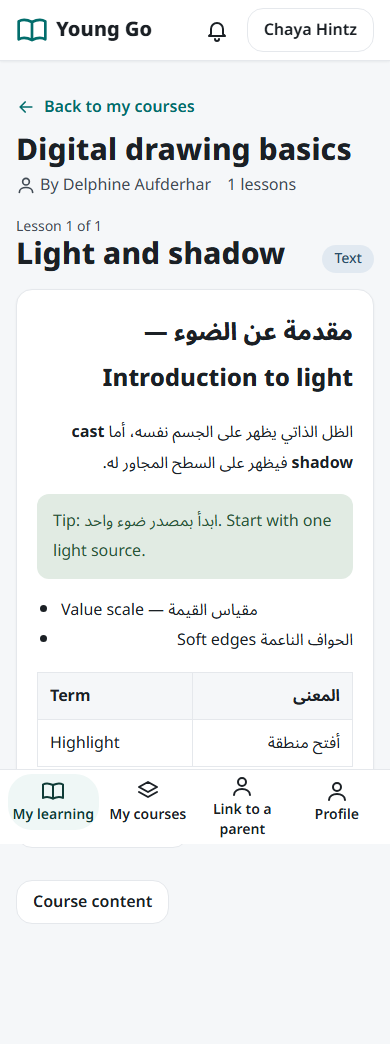 Young Go
Chaya Hintz
Back to my courses
Digital drawing basics
By Delphine Aufderhar 1 lessons
Lesson 1 of 1
Light and shadow
Text
مقدمة عن الضوء —
Introduction to light
الظل الذاتي يظهر على الجسم نفسه، أما cast
shadow فيظهر على السطح المجاور له.
Tip: ابدأ بمصدر ضوء واحد. Start with one
light source.
Value scale — مقياس القيمة
الحواف الناعمة Soft edges
Term المعنى
Highlight أفتح منطقة
My learning
My courses
Link to a
parent
Profile
Course content